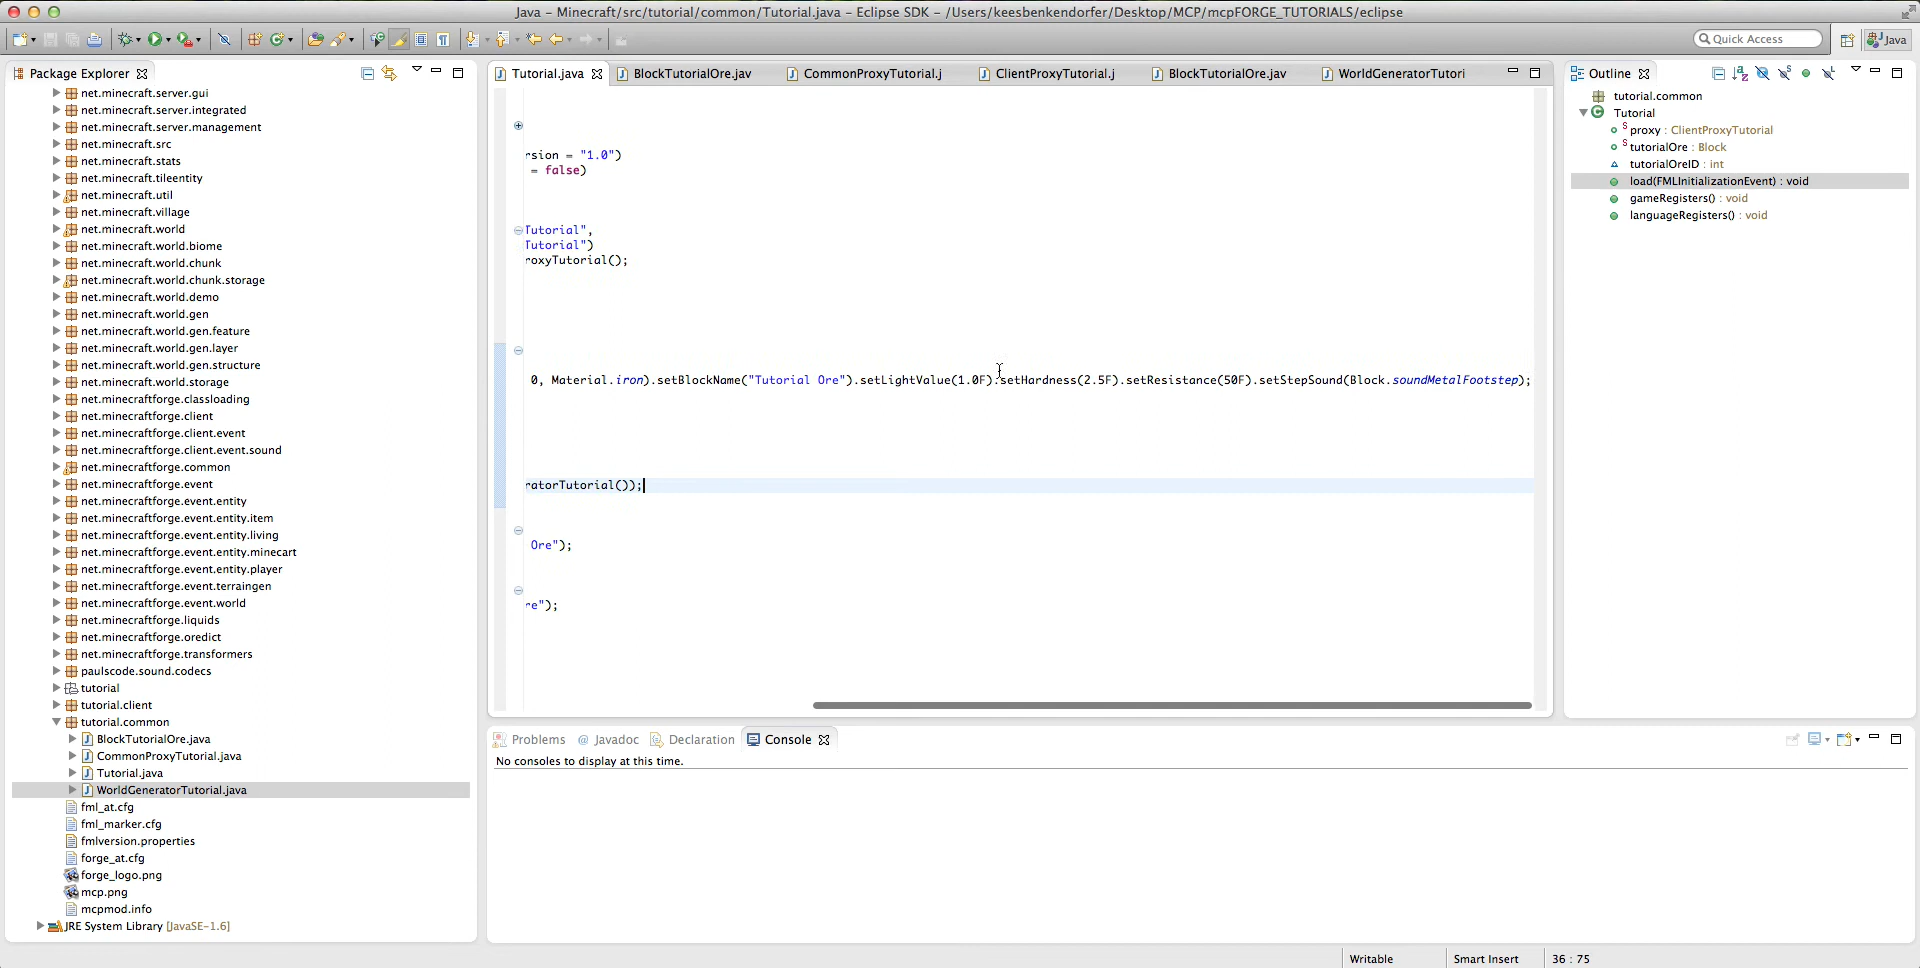 Java – Minecraft/src/tutorial/common/Tutorial.java – Eclipse SDK – /Users/keesbenkendorfer/Desktop/MCP/mcpFORGE_TUTORIALS/eclipse
Quick Access
Java
Package Explorer
net.minecraft.server.gui
net.minecraft.server.integrated
net.minecraft.server.management
net.minecraft.src
net.minecraft.stats
net.minecraft.tileentity
net.minecraft.util
net.minecraft.village
net.minecraft.world
net.minecraft.world.biome
net.minecraft.world.chunk
net.minecraft.world.chunk.storage
net.minecraft.world.demo
net.minecraft.world.gen
net.minecraft.world.gen.feature
net.minecraft.world.gen.layer
net.minecraft.world.gen.structure
net.minecraft.world.storage
net.minecraftforge.classloading
net.minecraftforge.client
net.minecraftforge.client.event
net.minecraftforge.client.event.sound
net.minecraftforge.common
net.minecraftforge.event
net.minecraftforge.event.entity
net.minecraftforge.event.entity.item
net.minecraftforge.event.entity.living
net.minecraftforge.event.entity.minecart
net.minecraftforge.event.entity.player
net.minecraftforge.event.terraingen
net.minecraftforge.event.world
net.minecraftforge.liquids
net.minecraftforge.oredict
net.minecraftforge.transformers
paulscode.sound.codecs
tutorial
tutorial.client
tutorial.common
BlockTutorialOre.java
CommonProxyTutorial.java
Tutorial.java
WorldGeneratorTutorial.java
fml_at.cfg
fml_marker.cfg
fmlversion.properties
forge_at.cfg
forge_logo.png
mcp.png
mcpmod.info
JRE System Library [JavaSE-1.6]
Tutorial.java BlockTutorialOre.jav CommonProxyTutorial.j ClientProxyTutorial.j BlockTutorialOre.jav WorldGeneratorTutori
rsion = "1.0")
= false)
Tutorial",
Tutorial")
roxyTutorial();
0, Material.iron).setBlockName("Tutorial Ore").setLightValue(1.0F).setHardness(2.5F).setResistance(50F).setStepSound(Block.soundMetalFootstep);
ratorTutorial());
Ore");
re");
Problems @ Javadoc Declaration Console
No consoles to display at this time.
Outline
tutorial.common
Tutorial
proxy : ClientProxyTutorial
tutorialOre : Block
tutorialOreID : int
load(FMLInitializationEvent) : void
gameRegisters() : void
languageRegisters() : void
Writable Smart Insert 36 : 75